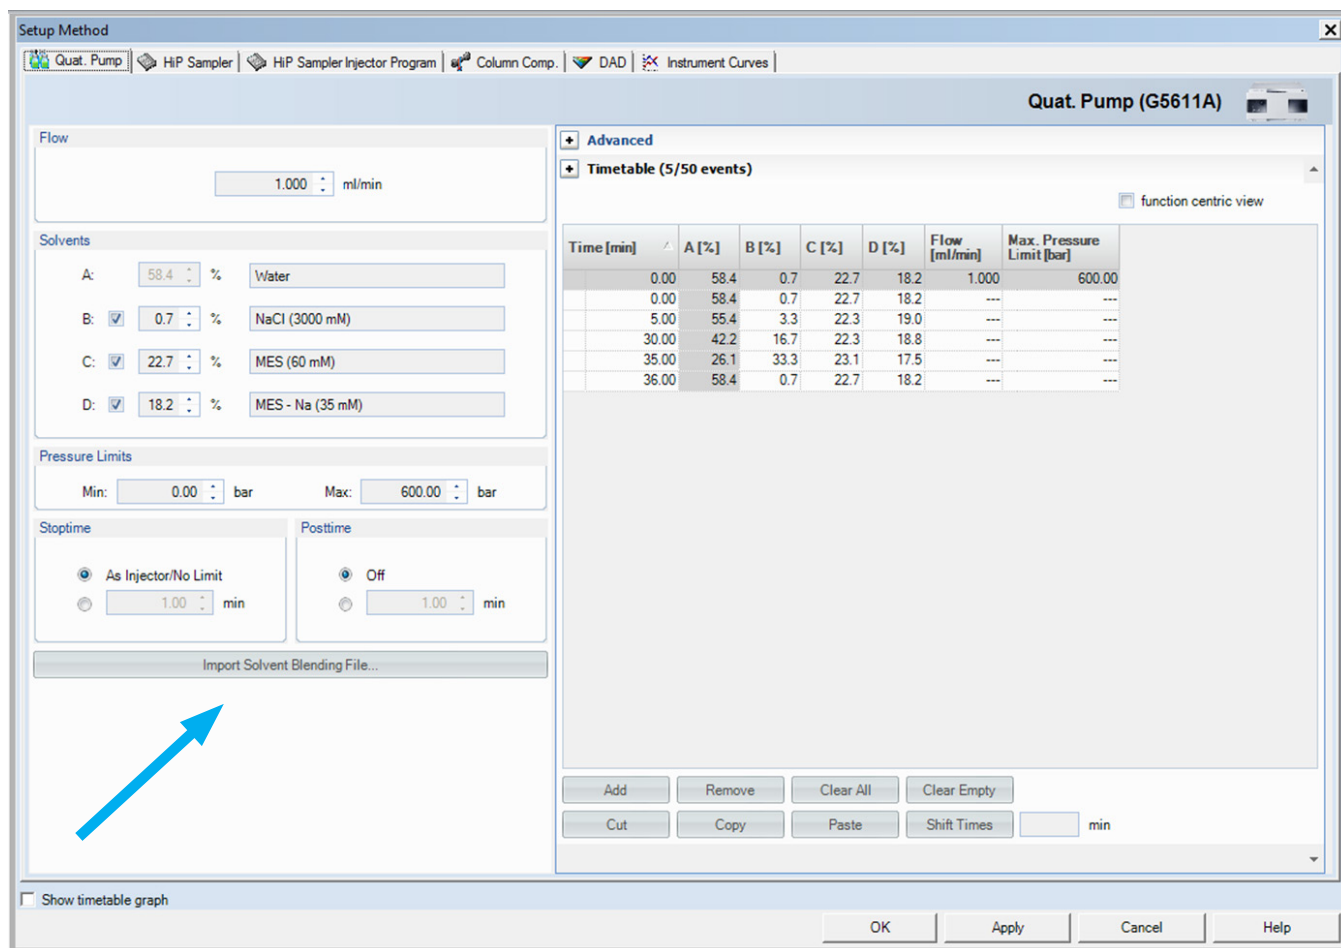 Setup Method
Quat. Pump HiP Sampler HiP Sampler Injector Program Column Comp. DAD Instrument Curves
Quat. Pump (G5611A)
Flow
1.000 ml/min
Solvents
A: 58.4 % Water
B: 0.7 % NaCl (3000 mM)
C: 22.7 % MES (60 mM)
D: 18.2 % MES - Na (35 mM)
Pressure Limits
Min: 0.00 bar Max: 600.00 bar
Stoptime Posttime
As Injector/No Limit Off
1.00 min 1.00 min
Import Solvent Blending File...
Advanced
Timetable (5/50 events)
function centric view
Time [min] A [%] B [%] C [%] D [%] Flow [ml/min] Max. Pressure Limit [bar]
0.00 58.4 0.7 22.7 18.2 1.000 600.00
0.00 58.4 0.7 22.7 18.2 --- ---
5.00 55.4 3.3 22.3 19.0 --- ---
30.00 42.2 16.7 22.3 18.8 --- ---
35.00 26.1 33.3 23.1 17.5 --- ---
36.00 58.4 0.7 22.7 18.2 --- ---
Add Remove Clear All Clear Empty
Cut Copy Paste Shift Times min
Show timetable graph
OK Apply Cancel Help